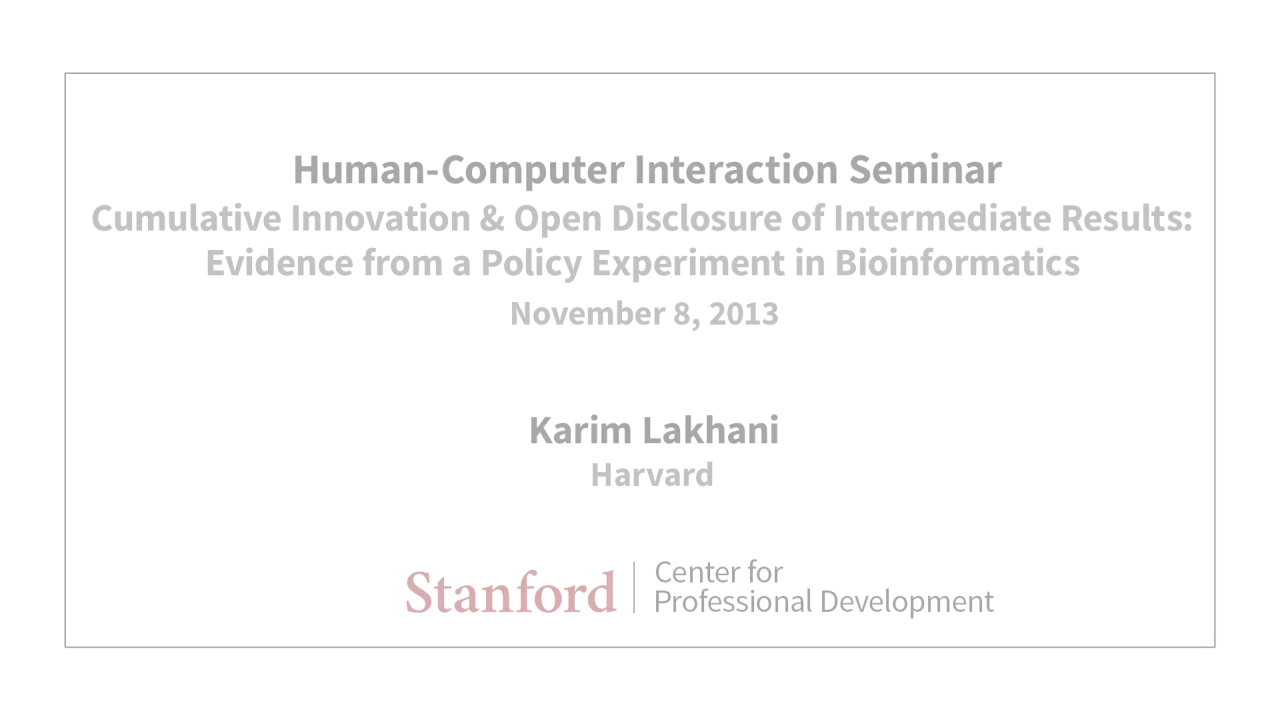 Human-Computer Interaction Seminar
Cumulative Innovation & Open Disclosure of Intermediate Results:
Evidence from a Policy Experiment in Bioinformatics
November 8, 2013
Karim Lakhani
Harvard
Stanford
Center for
Professional Development